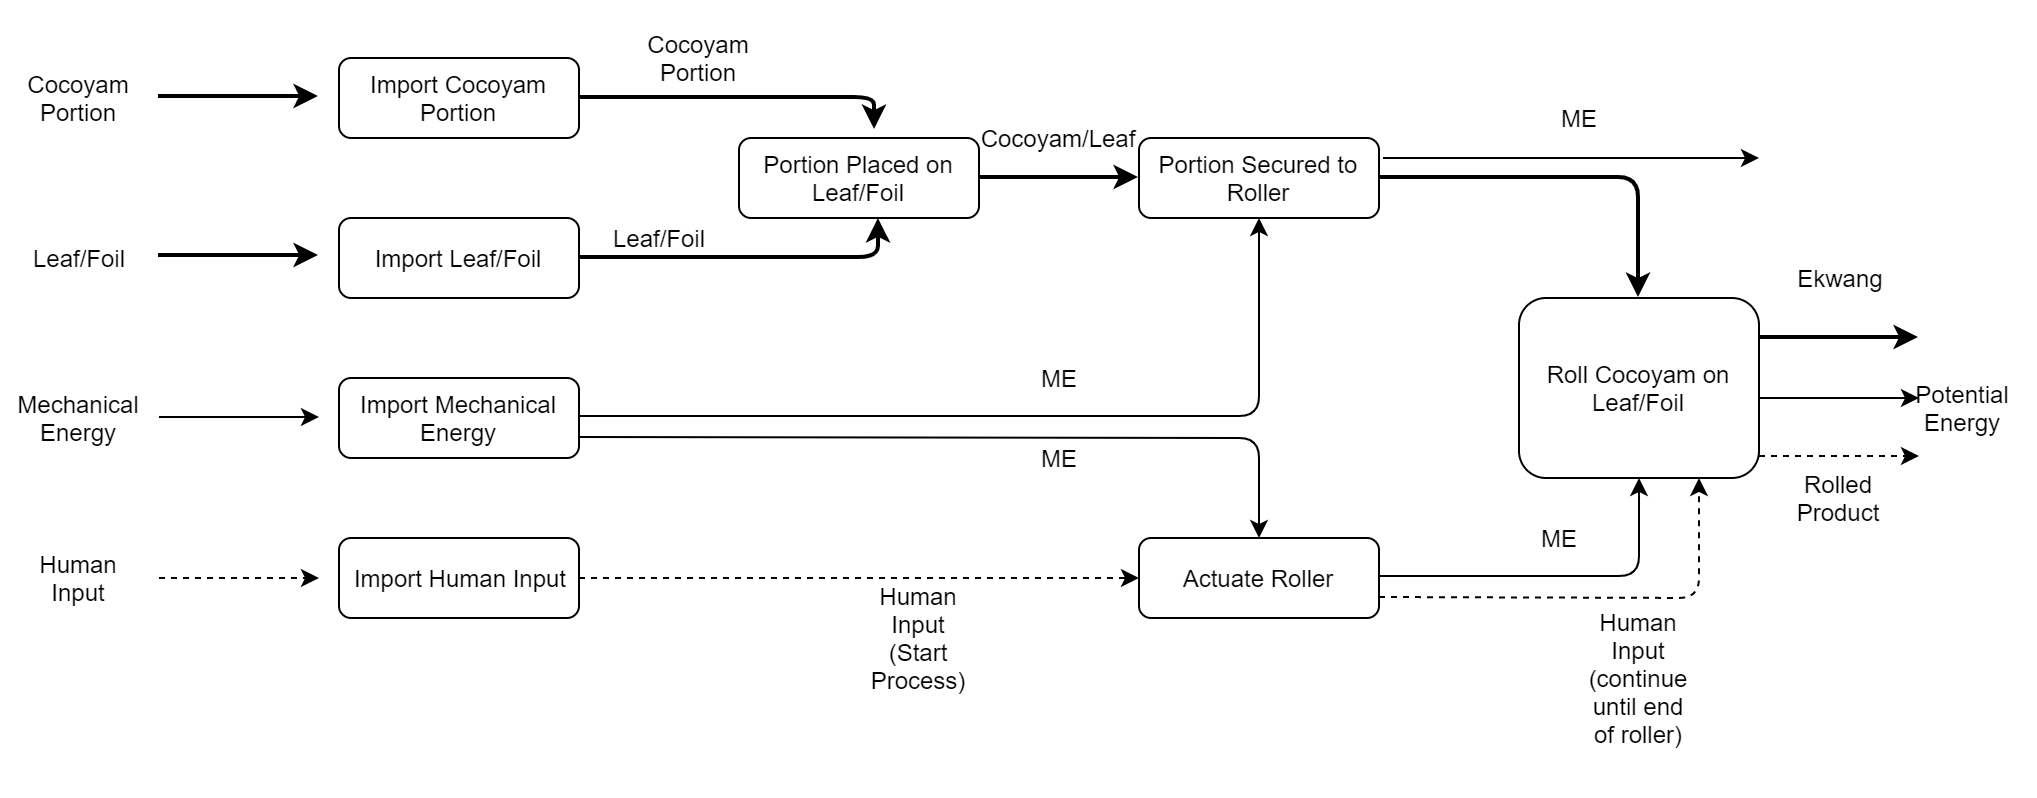 Cocoyam
Portion
Import Cocoyam
Portion
Cocoyam
Portion
Portion Placed on
Leaf/Foil
Cocoyam/Leaf
Portion Secured to
Roller
ME
Leaf/Foil
Import Leaf/Foil
Leaf/Foil
Ekwang
Roll Cocoyam on
Leaf/Foil
Potential
Energy
Rolled
Product
Mechanical
Energy
Import Mechanical
Energy
ME
ME
Human
Input
Import Human Input
Human
Input
(Start
Process)
Actuate Roller
ME
Human
Input
(continue
until end
of roller)